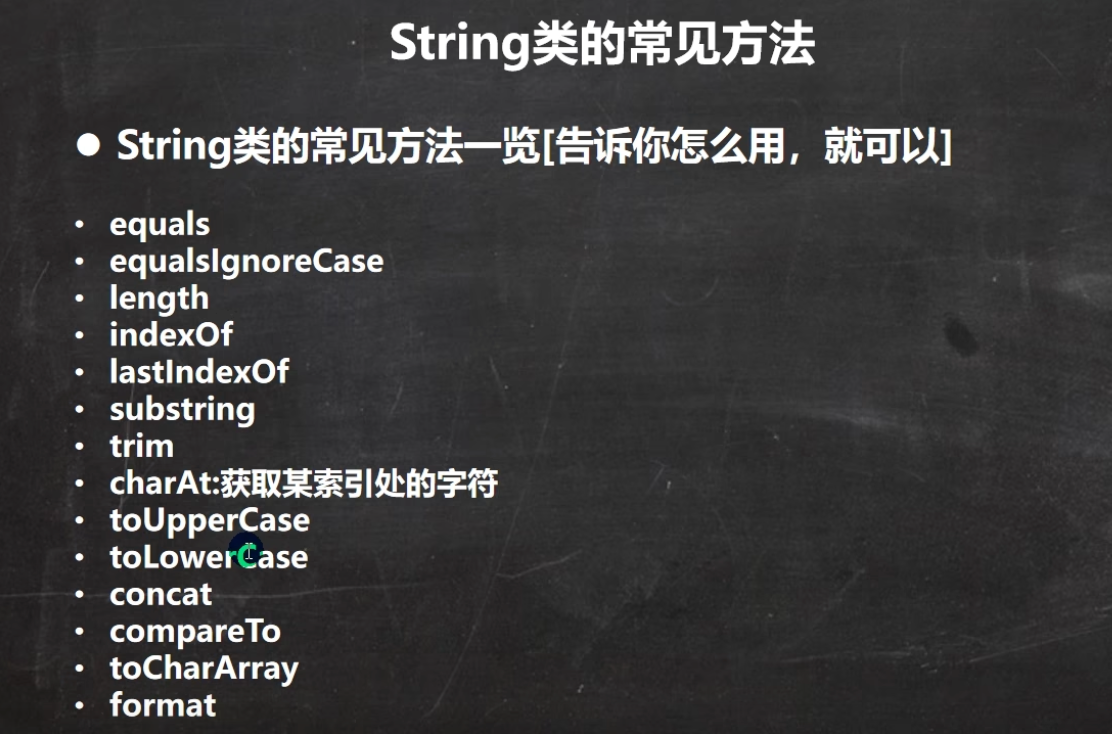 String类的常见方法
● String类的常见方法一览[告诉你怎么用，就可以]
• equals
• equalsIgnoreCase
• length
• indexOf
• lastIndexOf
• substring
• trim
• charAt:获取某索引处的字符
• toUpperCase
• toLowerCase
• concat
• compareTo
• toCharArray
• format